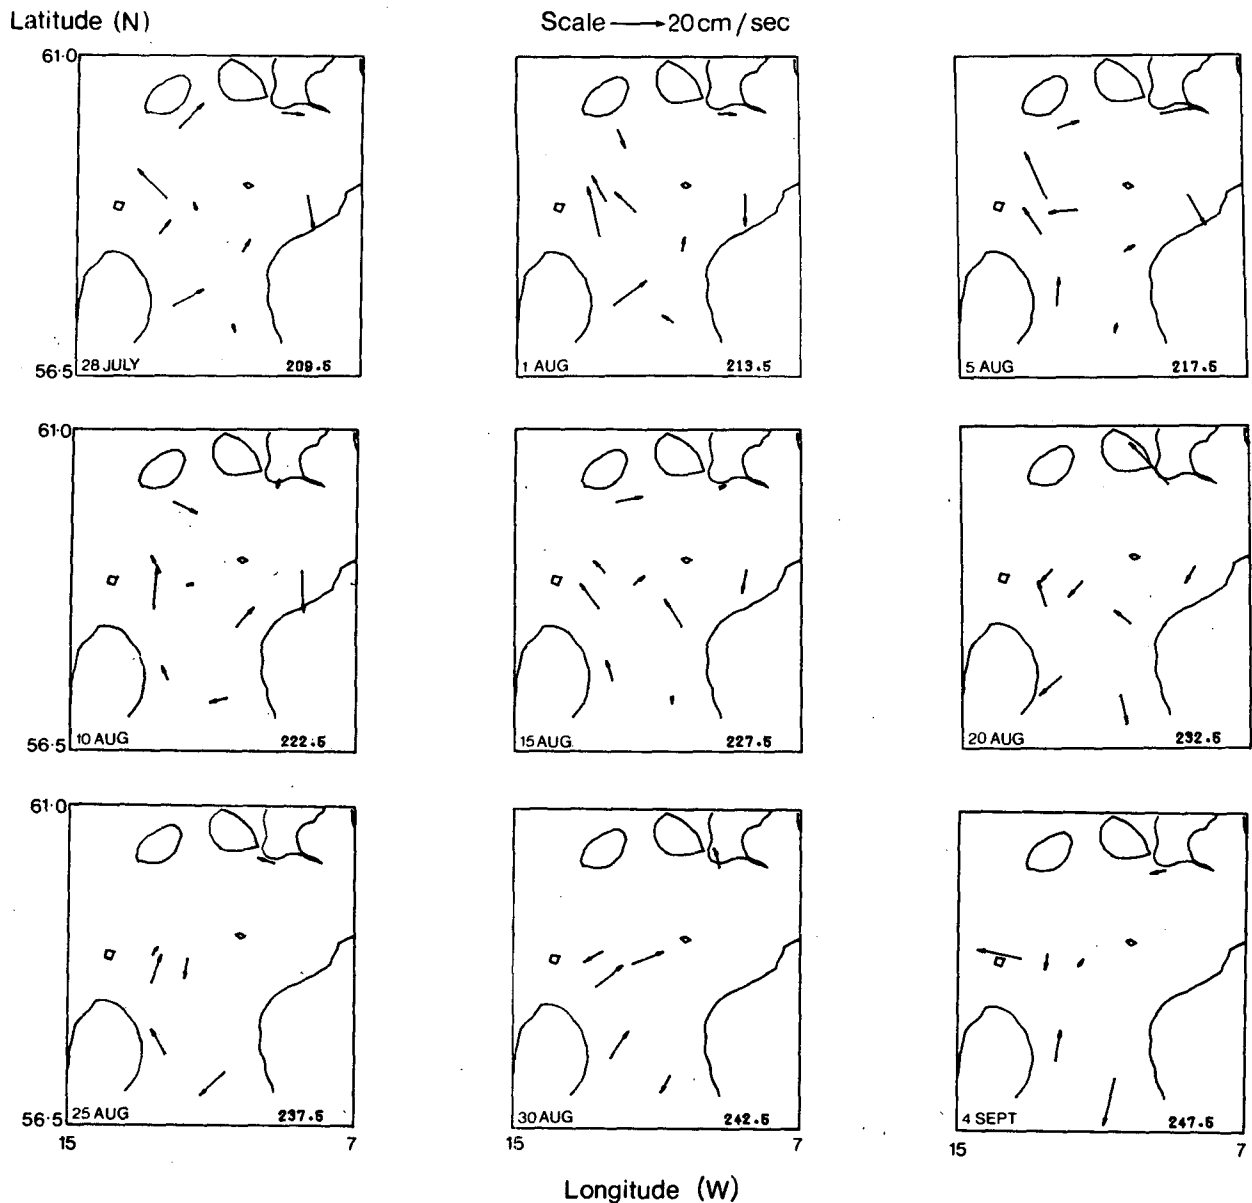 Latitude (N)
Scale 20 cm / sec
61·0
56·5
28 JULY 209.5
1 AUG 213.5
5 AUG 217.5
61·0
56·5
10 AUG 222.5
15 AUG 227.5
20 AUG 232.5
61·0
56·5
25 AUG 237.5
30 AUG 242.5
4 SEPT 247.5
15 7
15 7
15 7
Longitude (W)